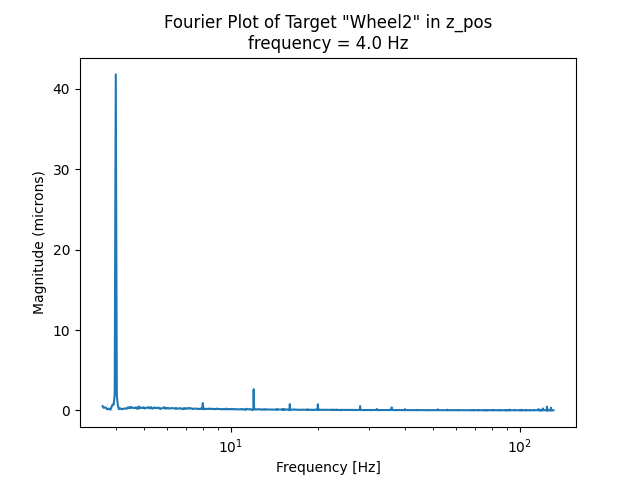 Fourier Plot of Target "Wheel2" in z_pos
frequency = 4.0 Hz
Magnitude (microns)
40
30
20
10
0
10¹
10²
Frequency [Hz]